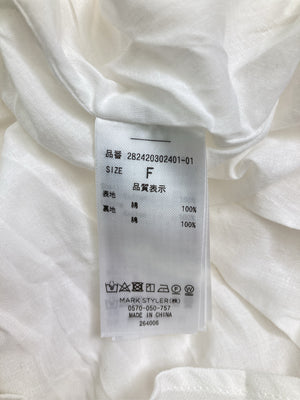 品番 282420302401-01
SIZE F
品質表示
表地 綿 100%
裏地 綿 100%
MARK STYLER(株)
0570-050-757
MADE IN CHINA
264006